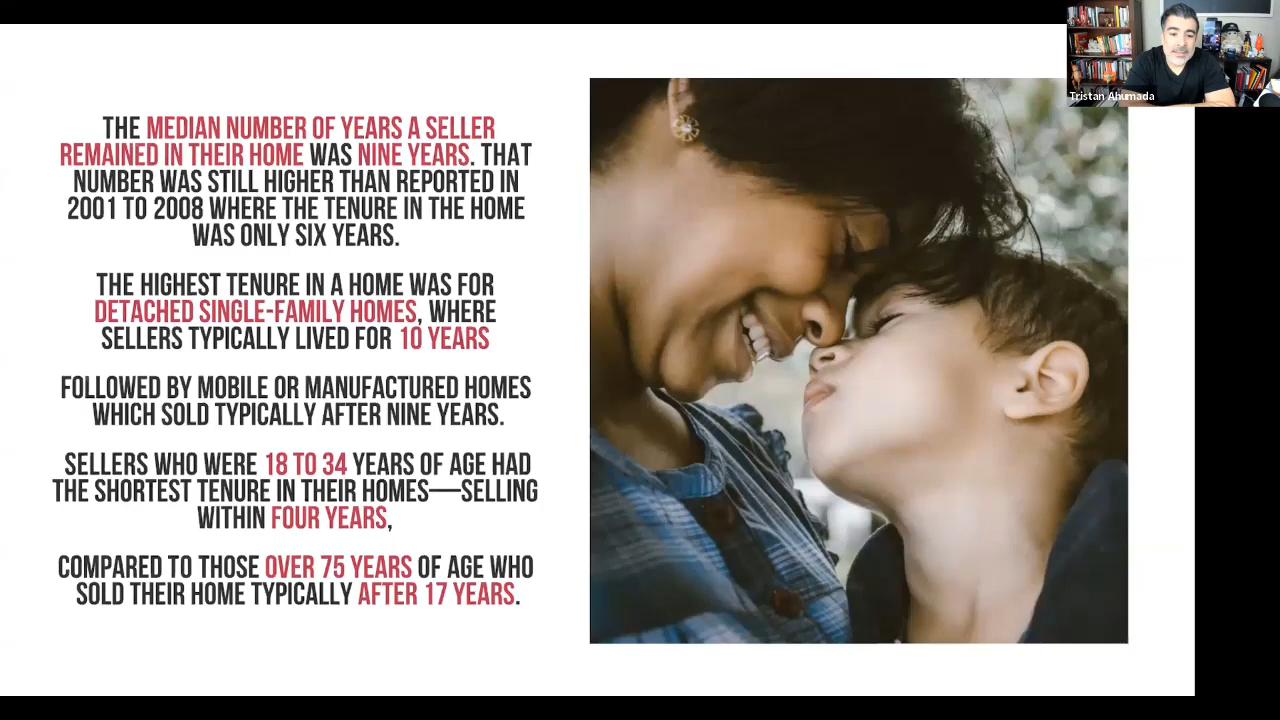 THE MEDIAN NUMBER OF YEARS A SELLER
REMAINED IN THEIR HOME WAS NINE YEARS. THAT
NUMBER WAS STILL HIGHER THAN REPORTED IN
2001 TO 2008 WHERE THE TENURE IN THE HOME
WAS ONLY SIX YEARS.
THE HIGHEST TENURE IN A HOME WAS FOR
DETACHED SINGLE-FAMILY HOMES, WHERE
SELLERS TYPICALLY LIVED FOR 10 YEARS
FOLLOWED BY MOBILE OR MANUFACTURED HOMES
WHICH SOLD TYPICALLY AFTER NINE YEARS.
SELLERS WHO WERE 18 TO 34 YEARS OF AGE HAD
THE SHORTEST TENURE IN THEIR HOMES—–SELLING
WITHIN FOUR YEARS,
COMPARED TO THOSE OVER 75 YEARS OF AGE WHO
SOLD THEIR HOME TYPICALLY AFTER 17 YEARS.
Tristan Ahumada